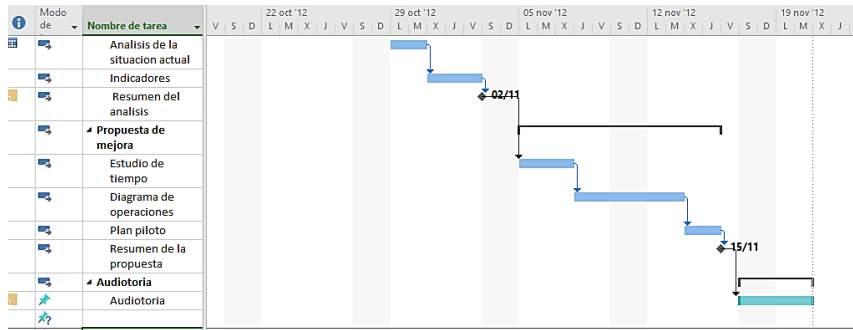 Modo de
Nombre de tarea
22 oct '12
29 oct '12
05 nov '12
12 nov '12
19 nov '12
V S D L M X J V S D L M X J V S D L M X J V S D L M X J V S D L M X J
Analisis de la
situacion actual
Indicadores
Resumen del
analisis
02/11
Propuesta de
mejora
Estudio de
tiempo
Diagrama de
operaciones
Plan piloto
Resumen de la
propuesta
15/11
Audiotoria
Audiotoria